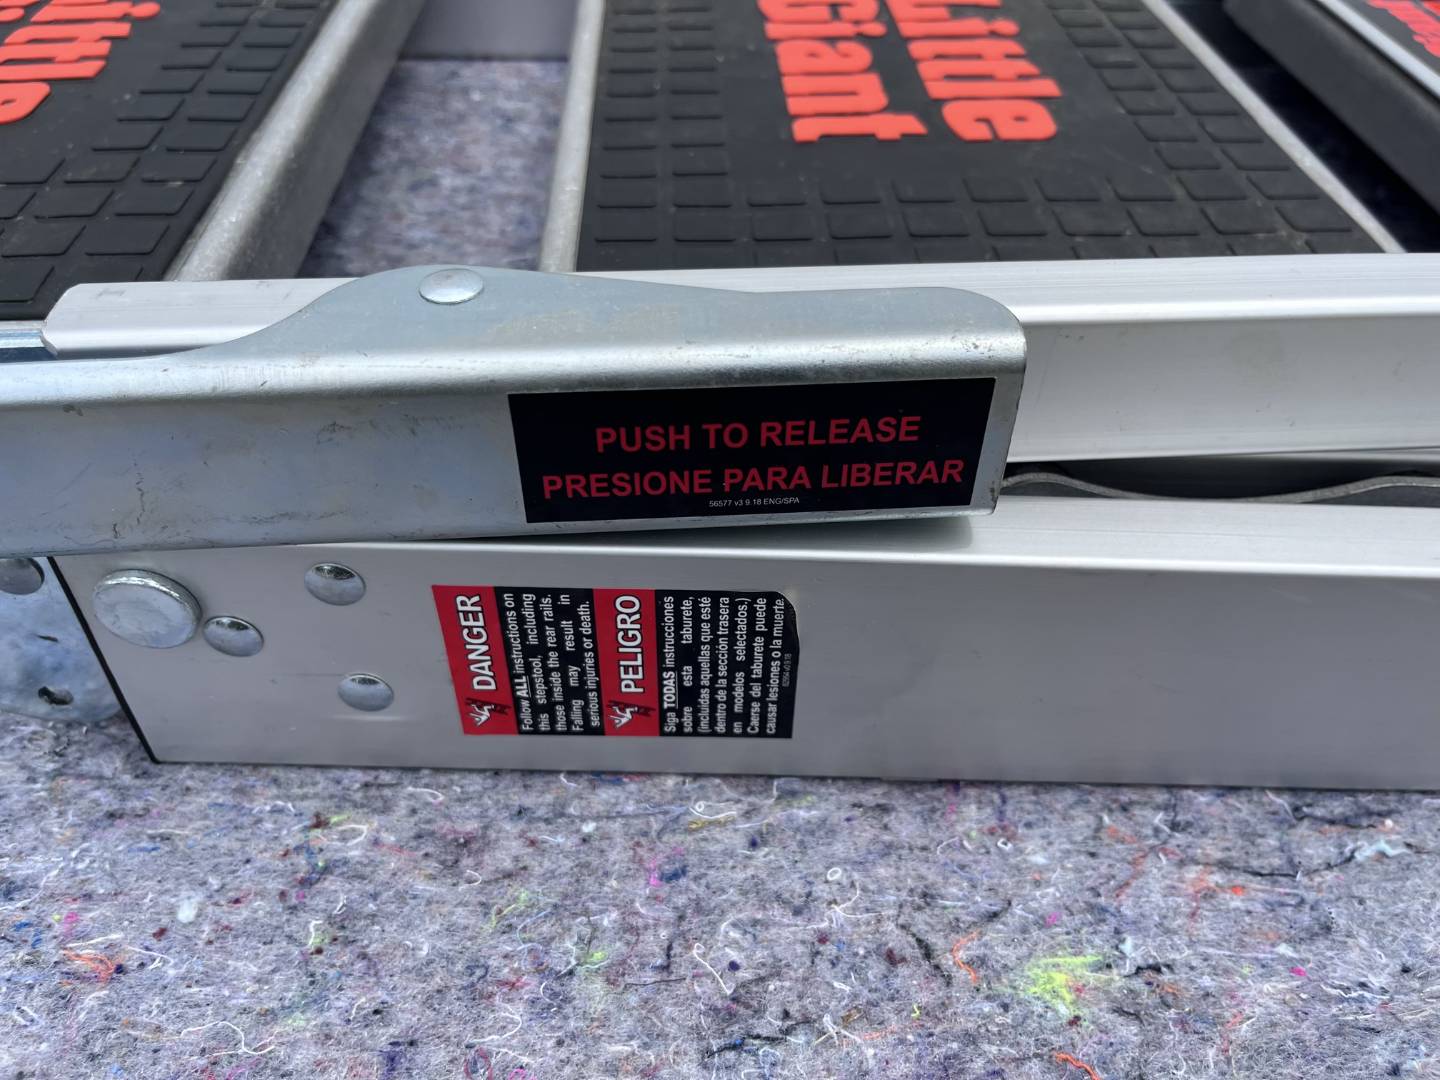 Little
Little
Giant
PUSH TO RELEASE
PRESIONE PARA LIBERAR
56577 v3 9.18 ENG/SPA
DANGER
Follow ALL instructions on
this stepstool, including
those inside the rear rails.
Falling may result in
serious injuries or death.
PELIGRO
Siga TODAS instrucciones
sobre esta taburete,
(incluidas aquellas que esté
dentro de la sección trasera
en modelos selectados.)
Caerse del taburete puede
causar lesiones o la muerte.